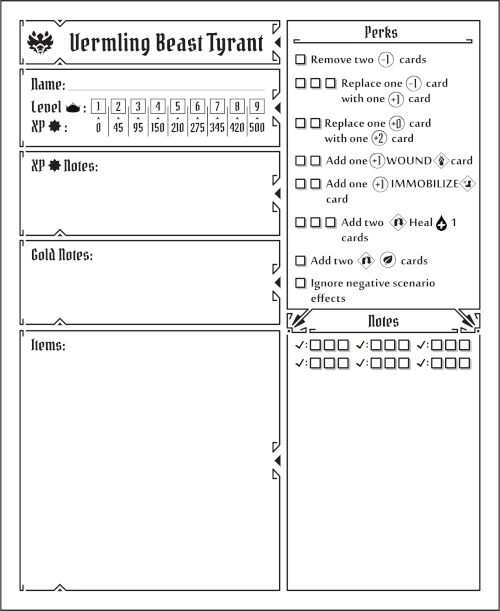 Vermling Beast Tyrant
Name:
Level : 1 2 3 4 5 6 7 8 9
XP : 0 45 95 150 210 275 345 420 500
XP Notes:
Gold Notes:
Items:
Perks
Remove two -1 cards
Replace one -1 card
with one +1 card
Replace one +0 card
with one +2 card
Add one +1 WOUND card
Add one +1 IMMOBILIZE
card
Add two Heal 1
cards
Add two cards
Ignore negative scenario
effects
Notes
✓: ✓: ✓:
✓: ✓: ✓: